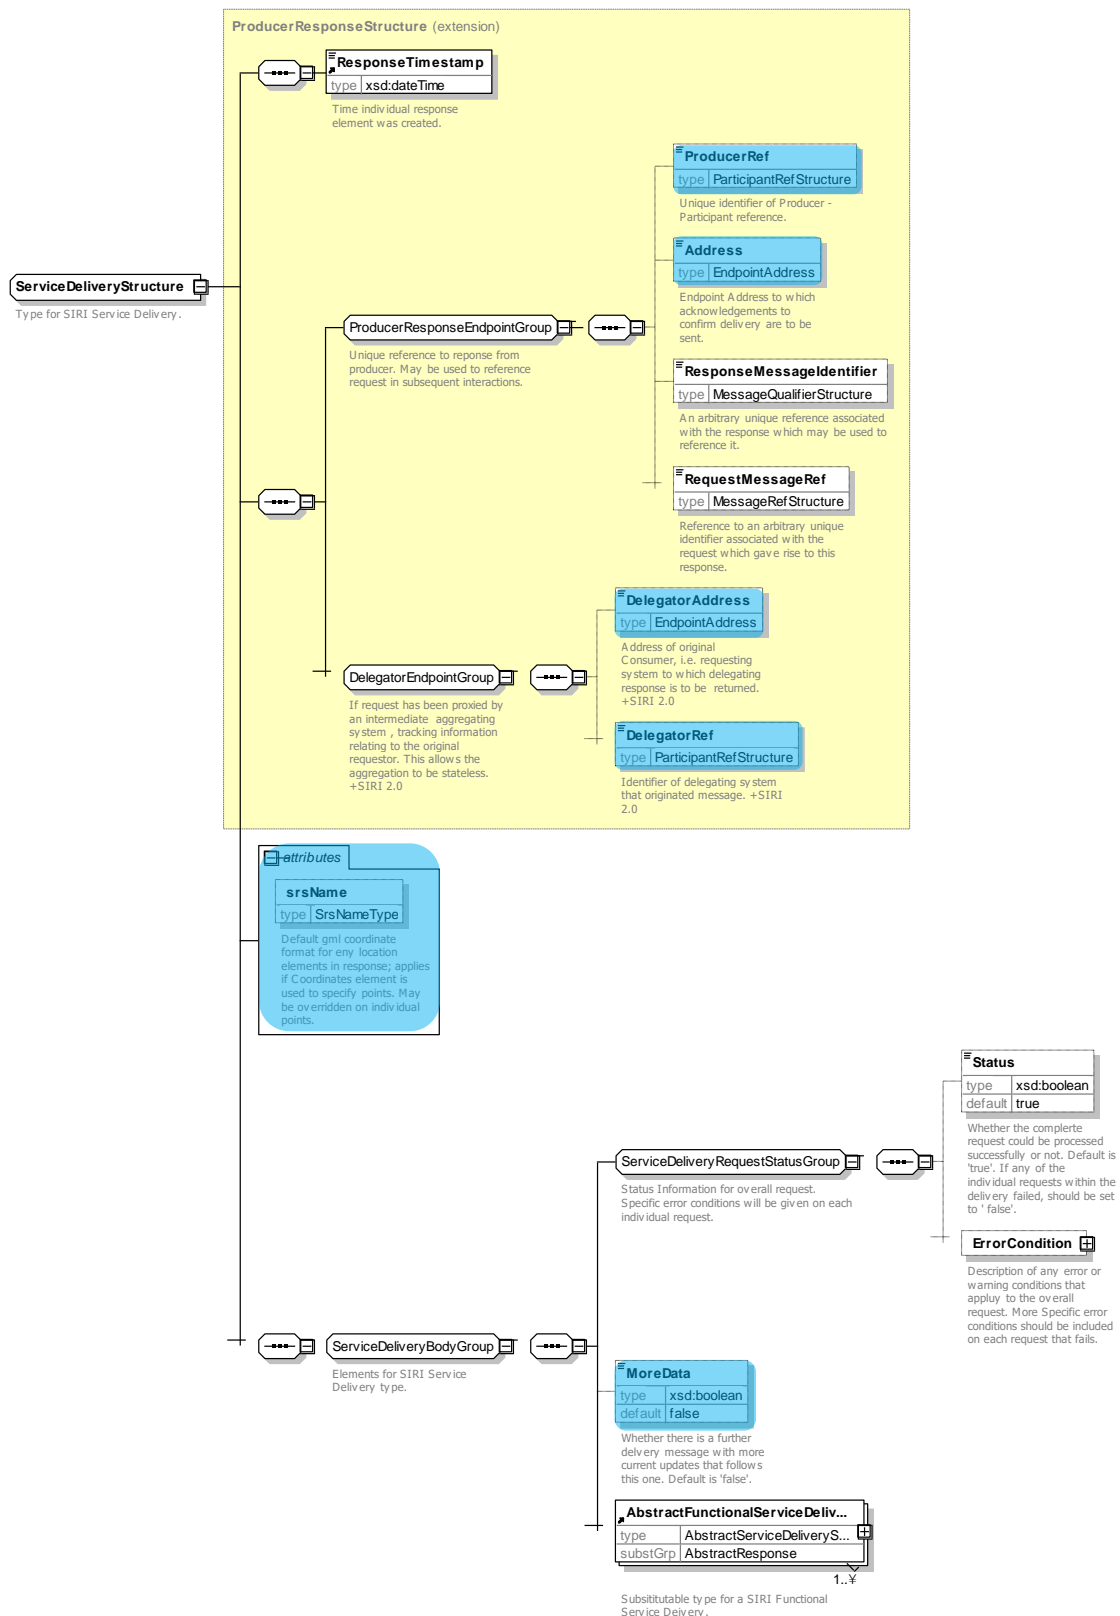 ProducerResponseStructure (extension)
ResponseTimestamp
type xsd:dateTime
Time individual response
element was created.
ProducerRef
type ParticipantRefStructure
Unique identifier of Producer -
Participant reference.
Address
type EndpointAddress
Endpoint Address to which
acknowledgements to
confirm delivery are to be
sent.
ServiceDeliveryStructure
Type for SIRI Service Delivery.
ProducerResponseEndpointGroup
Unique reference to reponse from
producer. May be used to reference
request in subsequent interactions.
ResponseMessageIdentifier
type MessageQualifierStructure
An arbitrary unique reference associated
with the response which may be used to
reference it.
RequestMessageRef
type MessageRefStructure
Reference to an arbitrary unique
identifier associated with the
request which gave rise to this
response.
DelegatorAddress
type EndpointAddress
Address of original
Consumer, i.e. requesting
system to which delegating
response is to be returned.
+SIRI 2.0
DelegatorEndpointGroup
If request has been proxied by
an intermediate aggregating
system , tracking information
relating to the original
requestor. This allows the
aggregation to be stateless.
+SIRI 2.0
DelegatorRef
type ParticipantRefStructure
Identifier of delegating system
that originated message. +SIRI
2.0
attributes
srsName
type SrsNameType
Default gml coordinate
format for eny location
elements in response; applies
if Coordinates element is
used to specify points. May
be overridden on individual
points.
Status
type xsd:boolean
default true
Whether the complerte
request could be processed
successfully or not. Default is
'true'. If any of the
individual requests within the
delivery failed, should be set
to ' false'.
ServiceDeliveryRequestStatusGroup
Status Information for overall request.
Specific error conditions will be given on each
individual request.
ErrorCondition
Description of any error or
warning conditions that
appluy to the overall
request. More Specific error
conditions should be included
on each request that fails.
ServiceDeliveryBodyGroup
Elements for SIRI Service
Delivery type.
MoreData
type xsd:boolean
default false
Whether there is a further
delvery message with more
current updates that follows
this one. Default is 'false'.
AbstractFunctionalServiceDeliv...
type AbstractServiceDeliveryS...
substGrp AbstractResponse
1..¥
Subsititutable type for a SIRI Functional
Service Deivery.